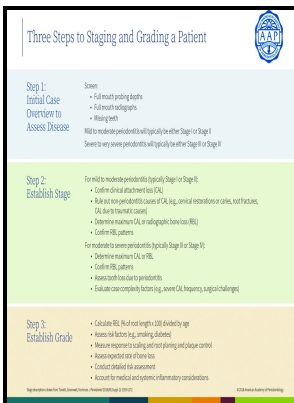 Three Steps to Staging and Grading a Patient
AAP
Step 1:
Initial Case
Overview to
Assess Disease
Screen:
• Full mouth probing depths
• Full mouth radiographs
• Missing teeth
Mild to moderate periodontitis will typically be either Stage I or Stage II
Severe to very severe periodontitis will typically be either Stage III or Stage IV
Step 2:
Establish Stage
For mild to moderate periodontitis (typically Stage I or Stage II):
• Confirm clinical attachment loss (CAL)
• Rule out non-periodontitis causes of CAL (e.g., cervical restorations or caries, root fractures,
CAL due to traumatic causes)
• Determine maximum CAL or radiographic bone loss (RBL)
• Confirm RBL patterns
For moderate to severe periodontitis (typically Stage III or Stage IV):
• Determine maximum CAL or RBL
• Confirm RBL patterns
• Assess tooth loss due to periodontitis
• Evaluate case complexity factors (e.g., severe CAL frequency, surgical challenges)
Step 3:
Establish Grade
• Calculate RBL (% of root length x 100) divided by age
• Assess risk factors (e.g., smoking, diabetes)
• Measure response to scaling and root planing and plaque control
• Assess expected rate of bone loss
• Conduct detailed risk assessment
• Account for medical and systemic inflammatory considerations
©2018 American Academy of Periodontology